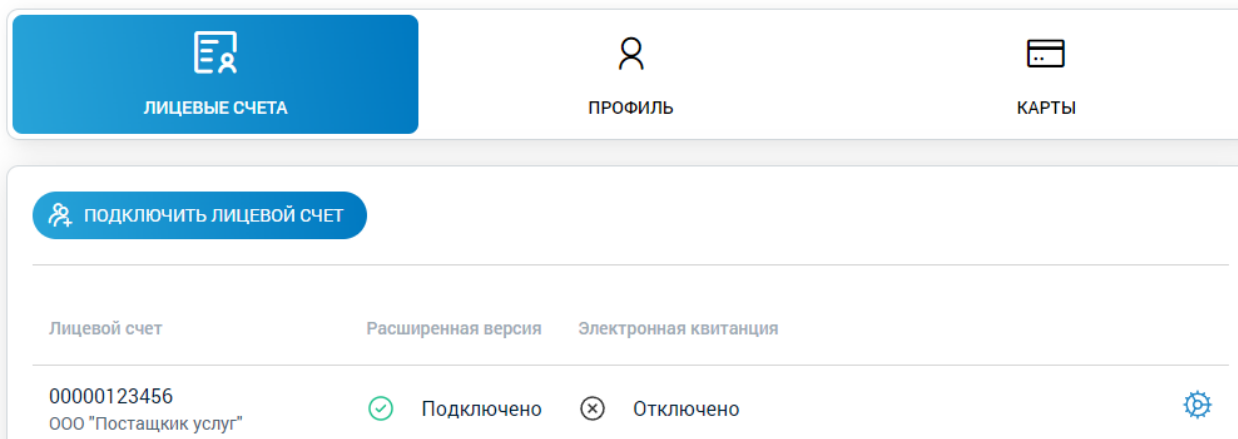 ЛИЦЕВЫЕ СЧЕТА
ПРОФИЛЬ
КАРТЫ
ПОДКЛЮЧИТЬ ЛИЦЕВОЙ СЧЕТ
Лицевой счет Расширенная версия Электронная квитанция
00000123456
ООО "Постащкик услуг"
Подключено Отключено